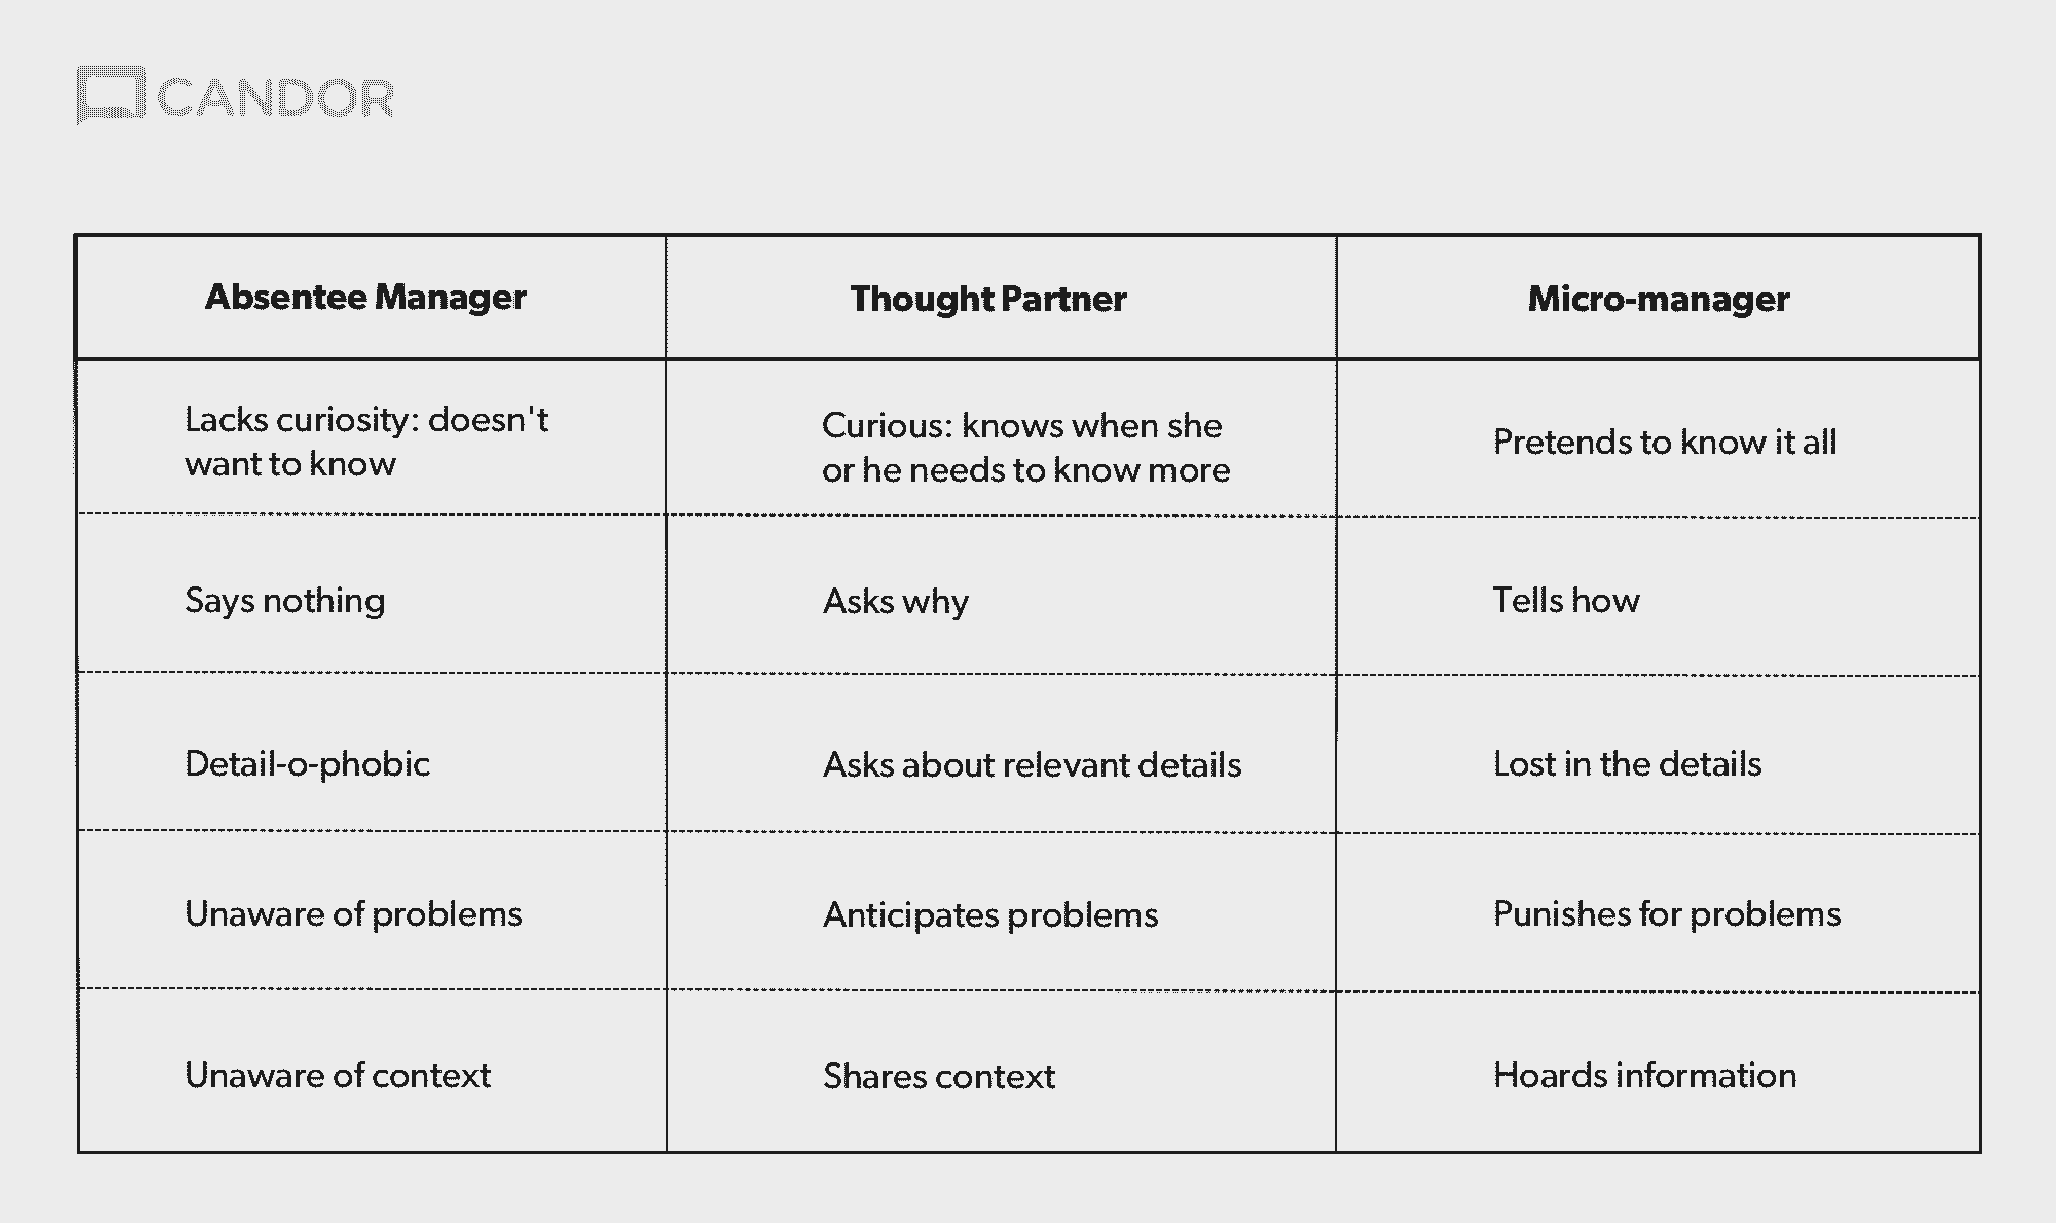 CANDOR
Absentee Manager
Thought Partner
Micro-manager
Lacks curiosity: doesn't
want to know
Curious: knows when she
or he needs to know more
Pretends to know it all
Says nothing
Asks why
Tells how
Detail-o-phobic
Asks about relevant details
Lost in the details
Unaware of problems
Anticipates problems
Punishes for problems
Unaware of context
Shares context
Hoards information